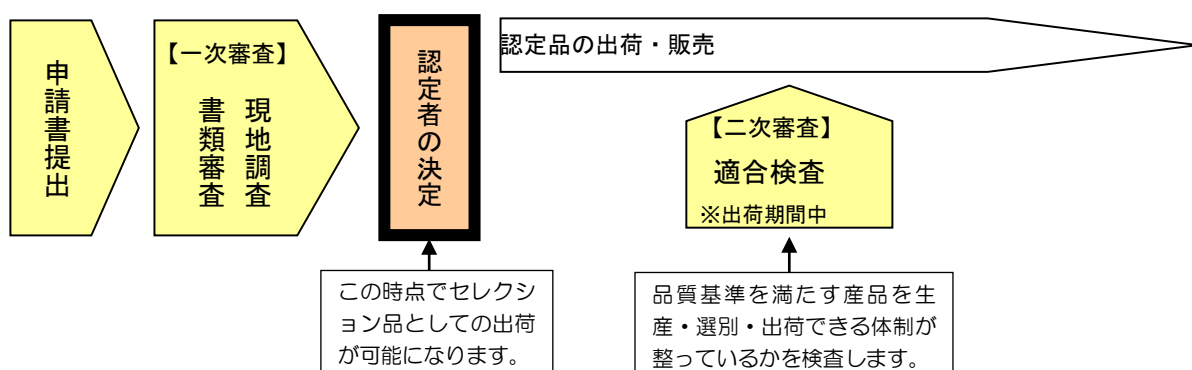 申請書提出
【一次審査】
現地調査
書類審査
認定者の決定
認定品の出荷・販売
【二次審査】
適合検査
※出荷期間中
この時点でセレクシ
ョン品としての出荷
が可能になります。
品質基準を満たす産品を生
産・選別・出荷できる体制が
整っているかを検査します。